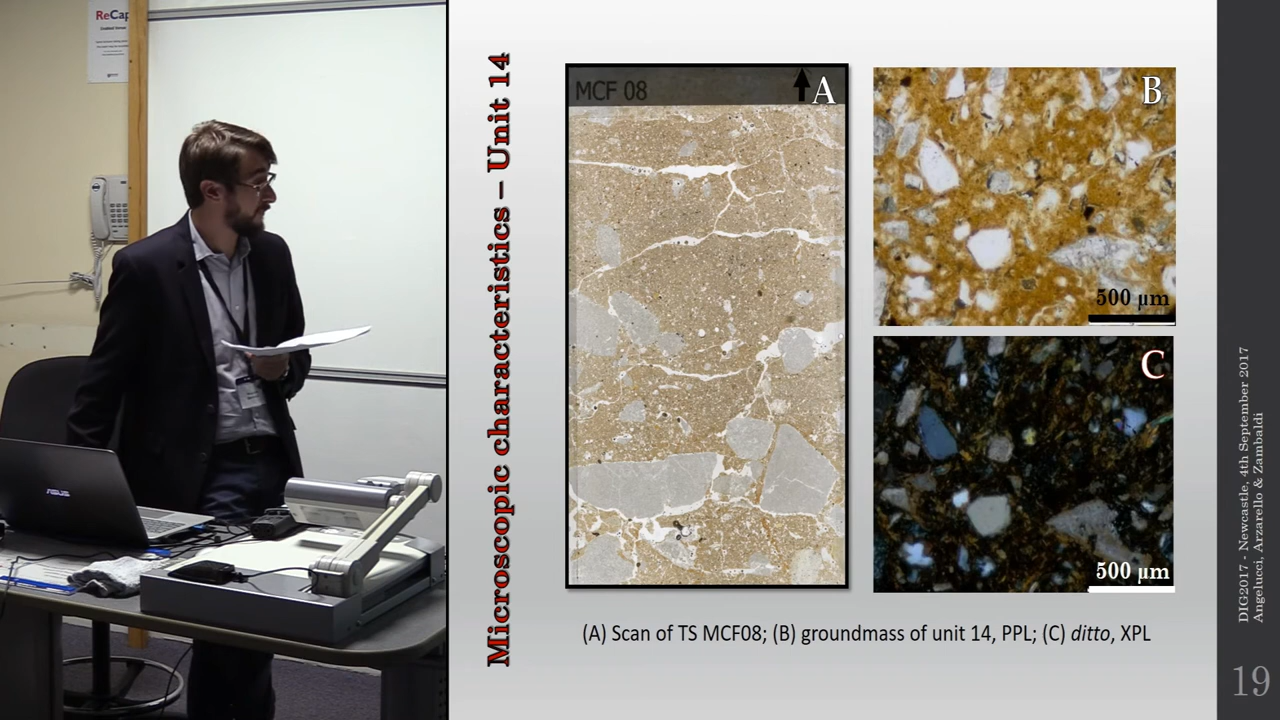 ReCap
ASUS
Microscopic characteristics – Unit 14
MCF 08
A
B
500 µm
C
500 µm
(A) Scan of TS MCF08; (B) groundmass of unit 14, PPL; (C) ditto, XPL
DIG2017 - Newcastle, 4th September 2017
Angelucci, Arzarello & Zambaldi
19